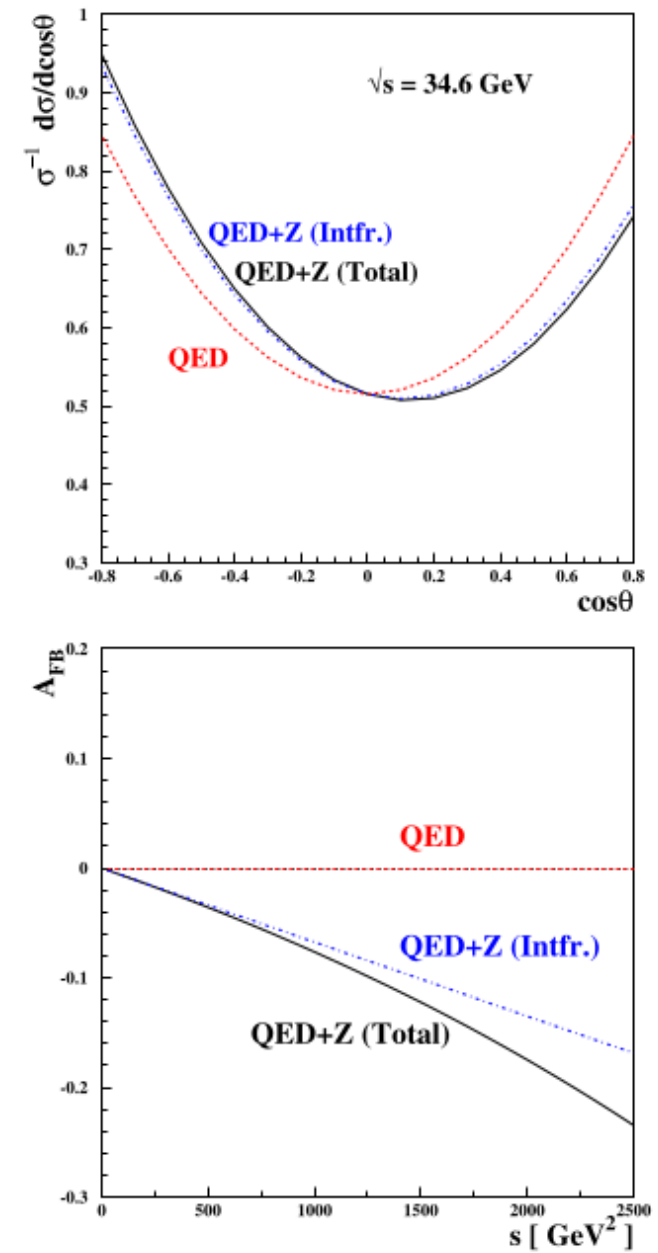 σ⁻¹ dσ/dcosθ
1
0.9
0.8
0.7
0.6
0.5
0.4
0.3
√s = 34.6 GeV
QED+Z (Intfr.)
QED+Z (Total)
QED
-0.8 -0.6 -0.4 -0.2 0 0.2 0.4 0.6 0.8
cosθ
A_FB
0.2
0.1
0
-0.1
-0.2
-0.3
QED
QED+Z (Intfr.)
QED+Z (Total)
0 500 1000 1500 2000 2500
s [ GeV² ]